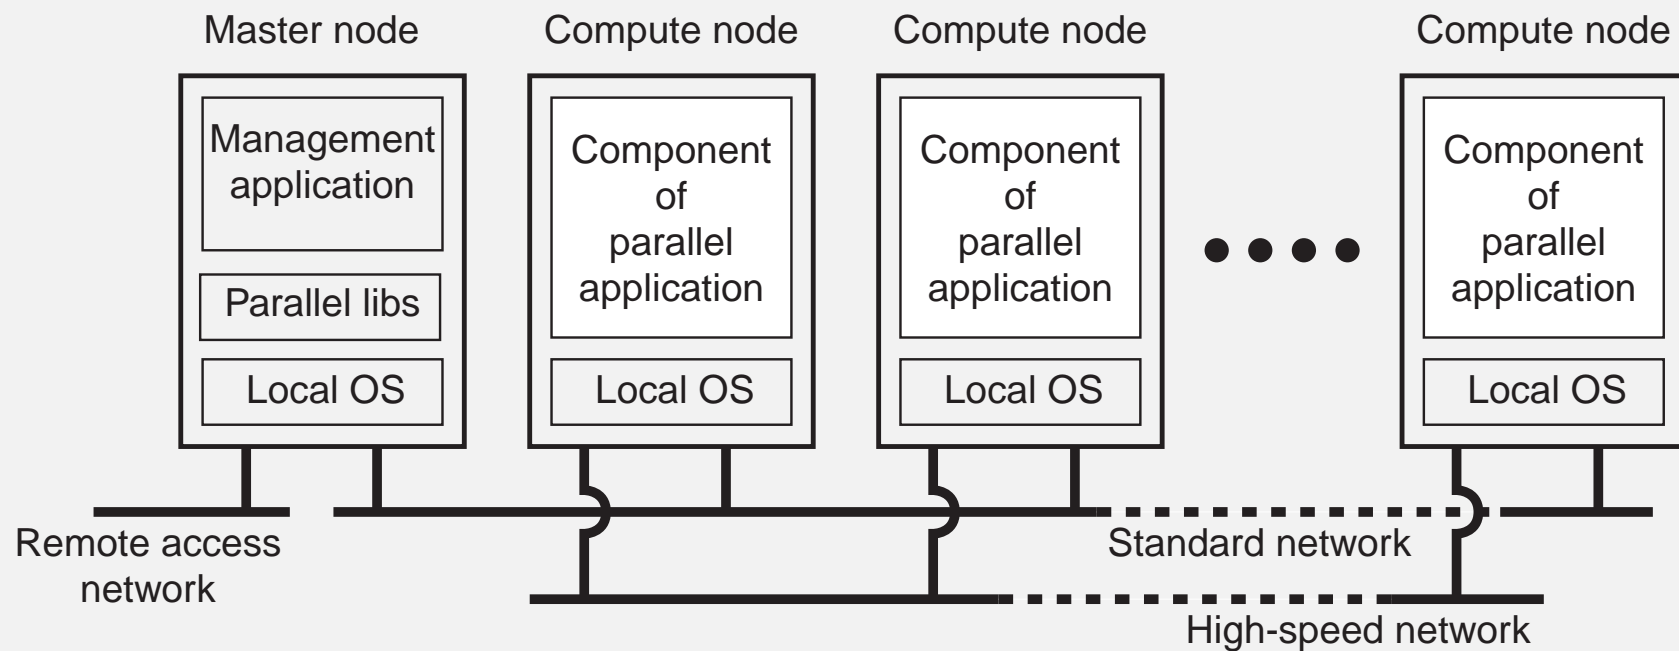 Master node
Compute node
Compute node
Compute node
Management
application
Parallel libs
Local OS
Component
of
parallel
application
Local OS
Component
of
parallel
application
Local OS
Component
of
parallel
application
Local OS
Remote access
network
Standard network
High-speed network